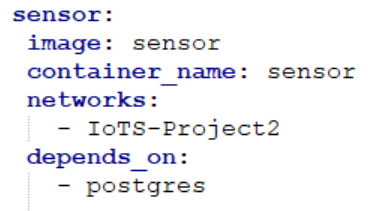 sensor:
image: sensor
container_name: sensor
networks:
- IoTS-Project2
depends_on:
- postgres